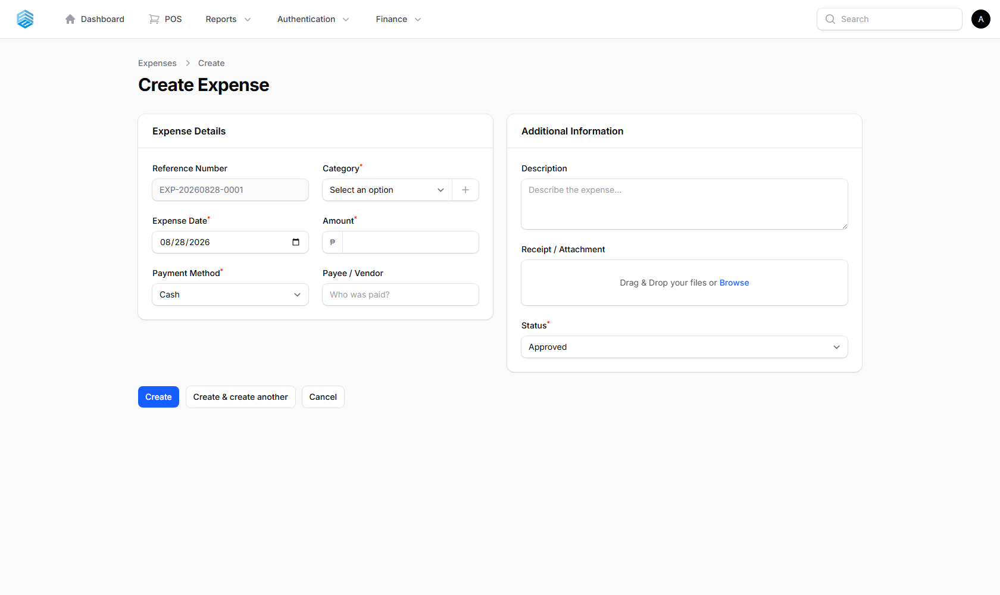 Dashboard
POS
Reports
Authentication
Finance
Search
A
Expenses
Create
Create Expense
Expense Details
Reference Number
Category*
EXP-20260828-0001
Select an option
Expense Date*
Amount*
08/28/2026
₱
Payment Method*
Payee / Vendor
Cash
Who was paid?
Additional Information
Description
Describe the expense...
Receipt / Attachment
Drag & Drop your files or Browse
Status*
Approved
Create
Create & create another
Cancel